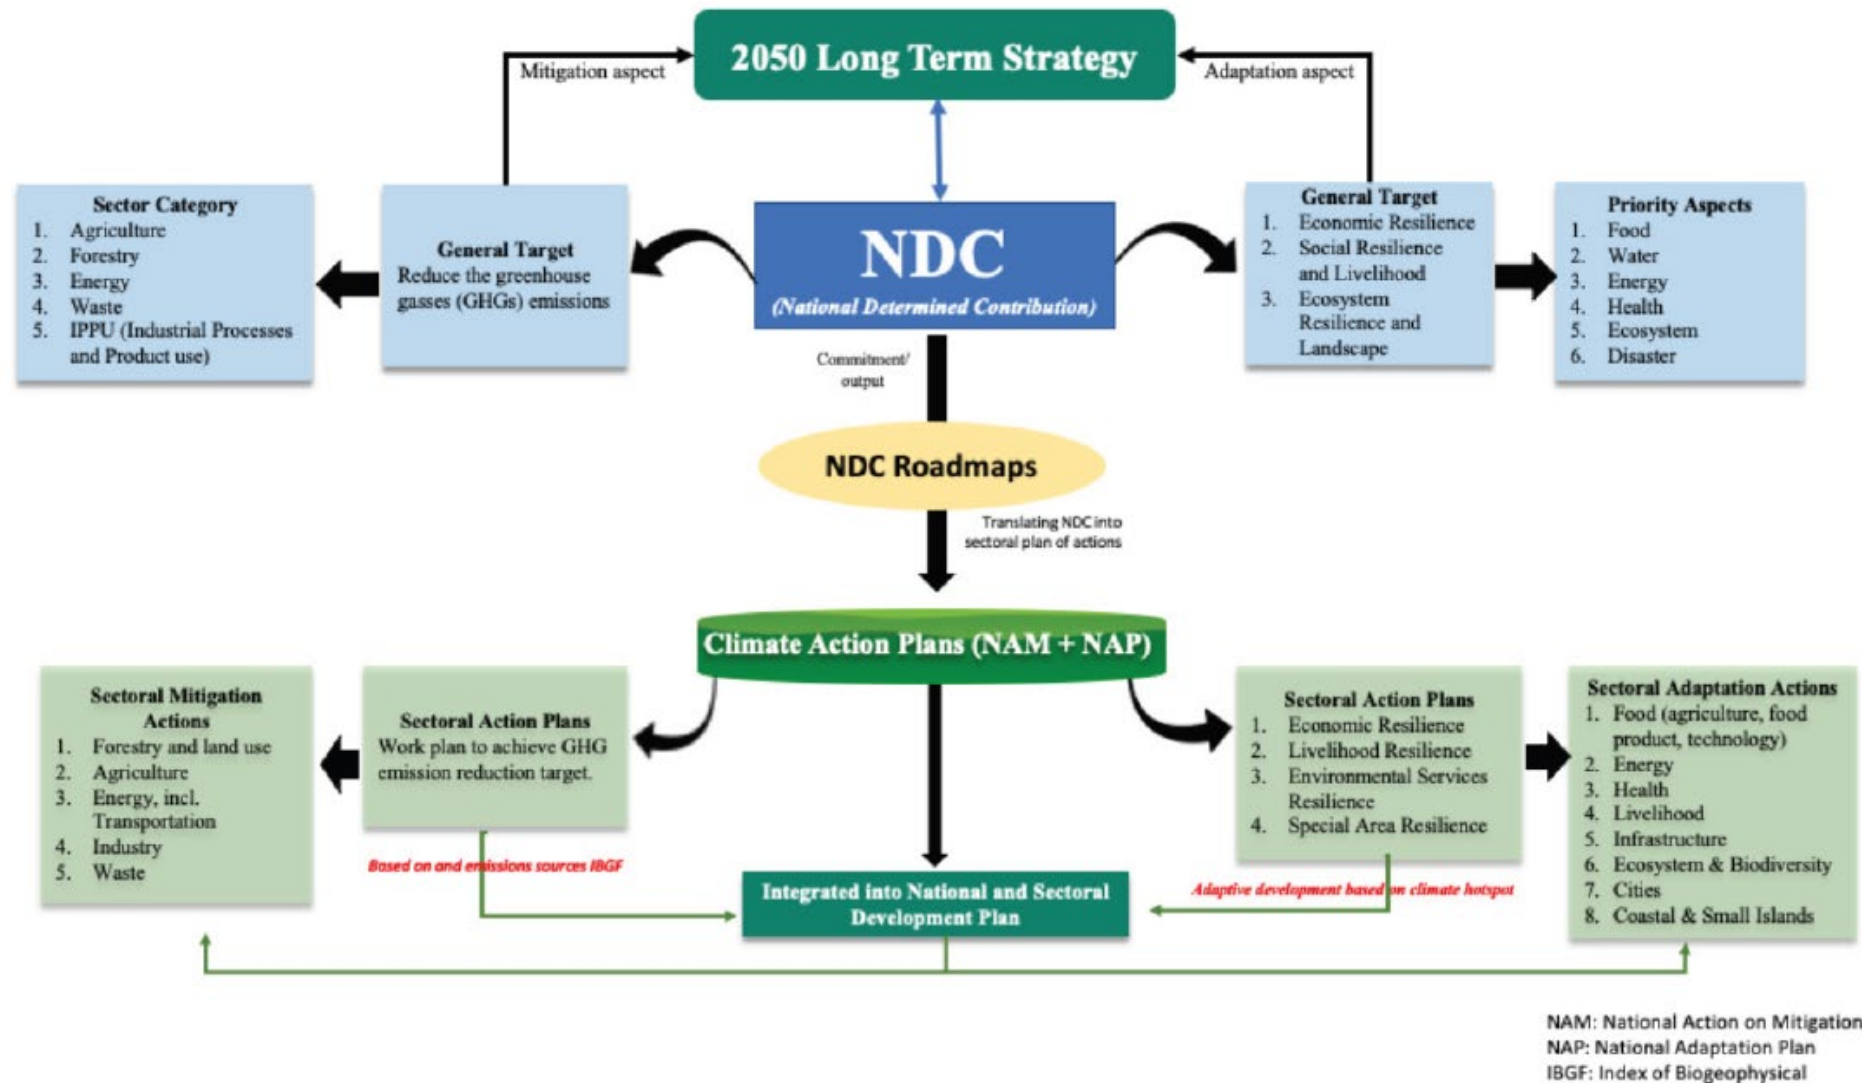 2050 Long Term Strategy
Mitigation aspect
Adaptation aspect
Sector Category
1. Agriculture
2. Forestry
3. Energy
4. Waste
5. IPPU (Industrial Processes
and Product use)
General Target
Reduce the greenhouse
gasses (GHGs) emissions
NDC
(National Determined Contribution)
General Target
1. Economic Resilience
2. Social Resilience
and Livelihood
3. Ecosystem
Resilience and
Landscape
Priority Aspects
1. Food
2. Water
3. Energy
4. Health
5. Ecosystem
6. Disaster
Commitment/
output
NDC Roadmaps
Translating NDC into
sectoral plan of actions
Climate Action Plans (NAM + NAP)
Sectoral Mitigation
Actions
1. Forestry and land use
2. Agriculture
3. Energy, incl.
Transportation
4. Industry
5. Waste
Sectoral Action Plans
Work plan to achieve GHG
emission reduction target.
Based on and emissions sources IBGF
Integrated into National and Sectoral
Development Plan
Sectoral Action Plans
1. Economic Resilience
2. Livelihood Resilience
3. Environmental Services
Resilience
4. Special Area Resilience
Adaptive development based on climate hotspot
Sectoral Adaptation Actions
1. Food (agriculture, food
product, technology)
2. Energy
3. Health
4. Livelihood
5. Infrastructure
6. Ecosystem & Biodiversity
7. Cities
8. Coastal & Small Islands
NAM: National Action on Mitigation
NAP: National Adaptation Plan
IBGF: Index of Biogeophysical